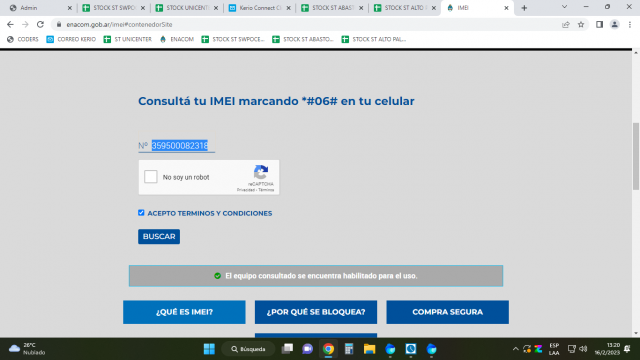 Admin
STOCK ST SWPO
STOCK UNICENT
Kerio Connect Cl
STOCK ST ABAST
STOCK ST ALTO P
IMEI
enacom.gob.ar/imei#contenedorSite
CODERS
CORREO KERIO
ST UNICENTER
ENACOM
STOCK ST SWPOCE...
STOCK ST ABASTO...
STOCK ST ALTO PAL...
Consultá tu IMEI marcando *#06# en tu celular
Nº 359500082318
No soy un robot
reCAPTCHA
Privacidad - Términos
ACEPTO TERMINOS Y CONDICIONES
BUSCAR
El equipo consultado se encuentra habilitado para el uso.
¿QUÉ ES IMEI?
¿POR QUÉ SE BLOQUEA?
COMPRA SEGURA
26°C
Nublado
Búsqueda
ESP
LAA
13:20
16/2/2023